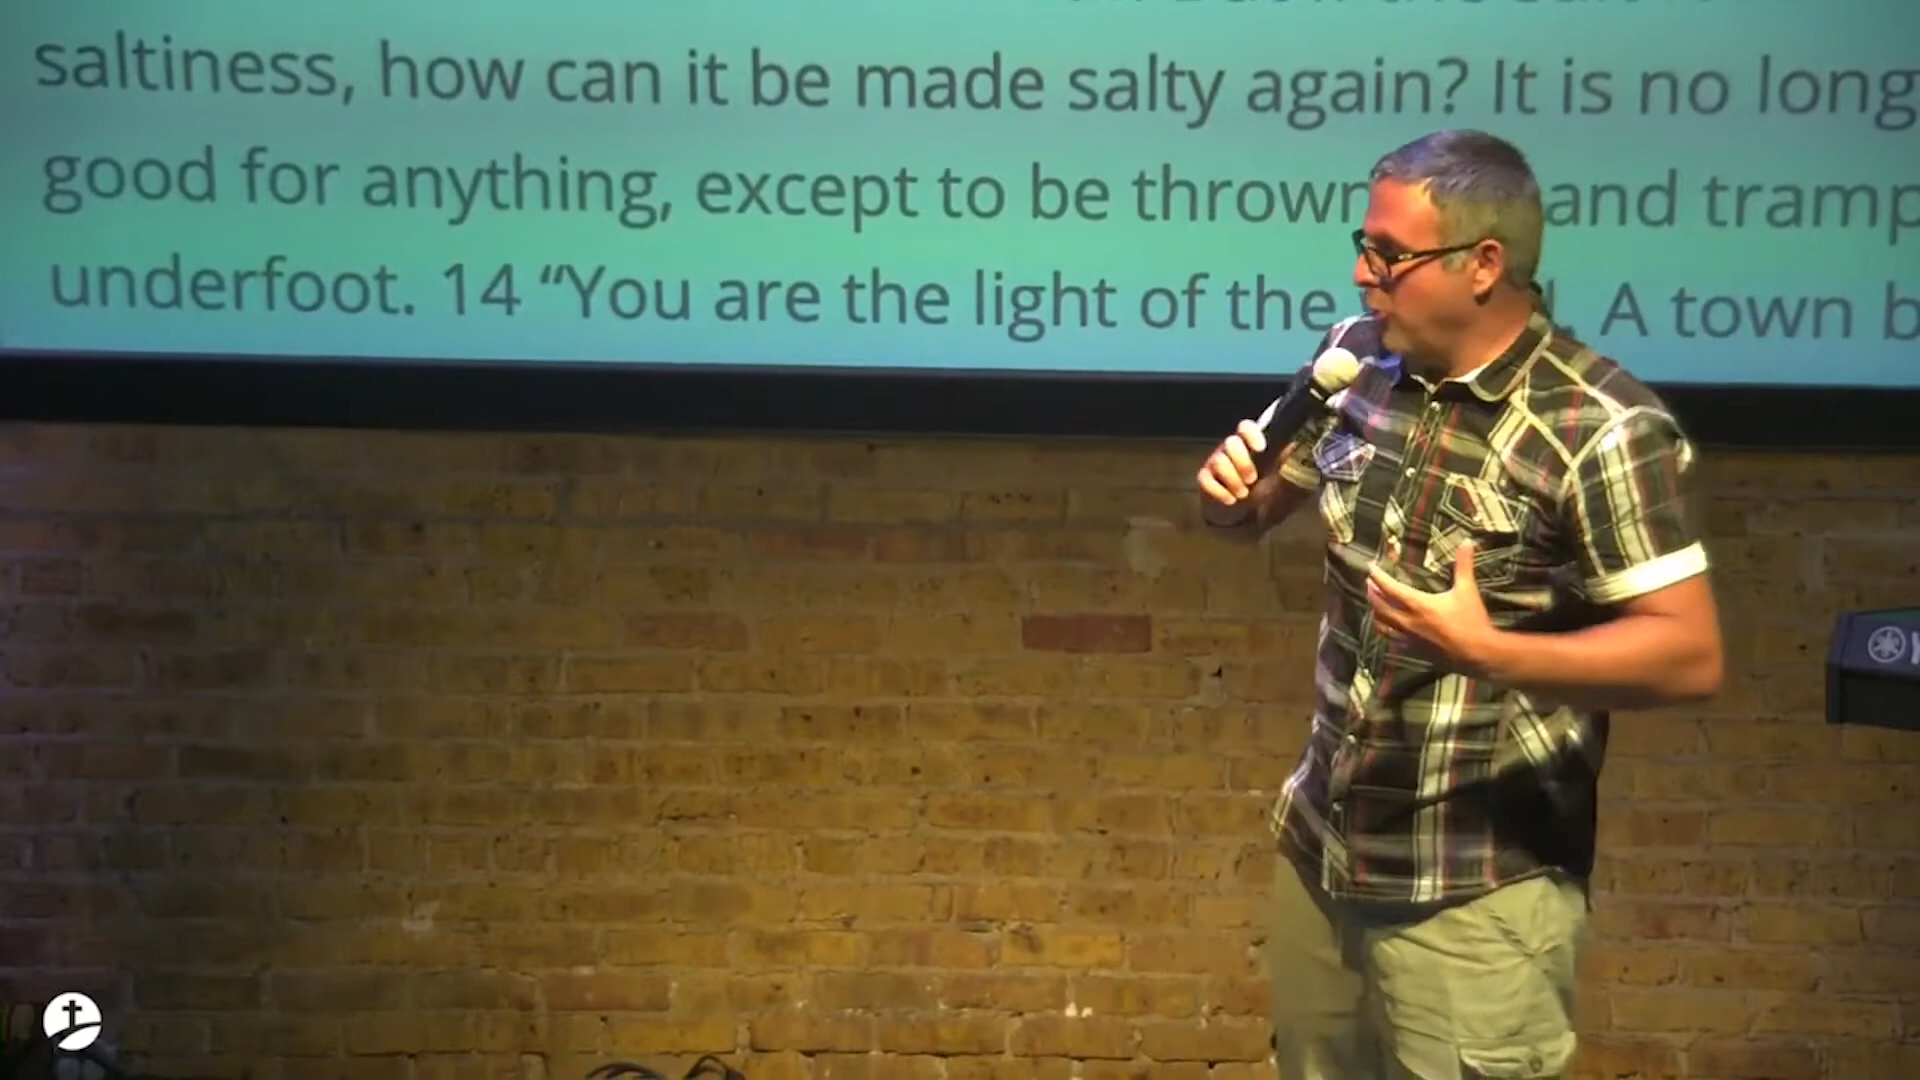 saltiness, how can it be made salty again? It is no long
good for anything, except to be thrown and tramp
underfoot. 14 “You are the light of the A town b